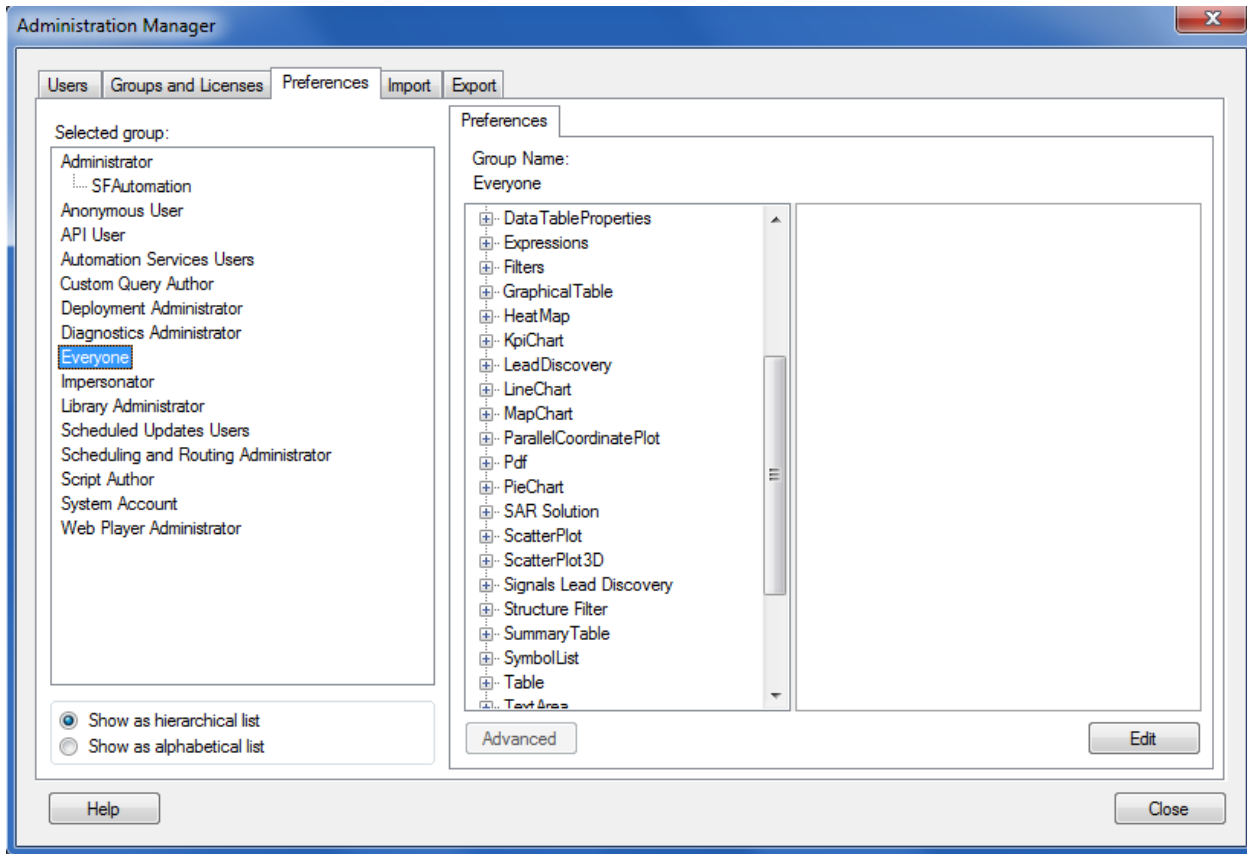 Administration Manager
Users
Groups and Licenses
Preferences
Import
Export
Selected group:
Administrator
SFAutomation
Anonymous User
API User
Automation Services Users
Custom Query Author
Deployment Administrator
Diagnostics Administrator
Everyone
Impersonator
Library Administrator
Scheduled Updates Users
Scheduling and Routing Administrator
Script Author
System Account
Web Player Administrator
Show as hierarchical list
Show as alphabetical list
Preferences
Group Name:
Everyone
DataTableProperties
Expressions
Filters
GraphicalTable
HeatMap
KpiChart
LeadDiscovery
LineChart
MapChart
ParallelCoordinatePlot
Pdf
PieChart
SAR Solution
ScatterPlot
ScatterPlot3D
Signals Lead Discovery
Structure Filter
SummaryTable
SymbolList
Table
TextArea
Advanced
Edit
Help
Close